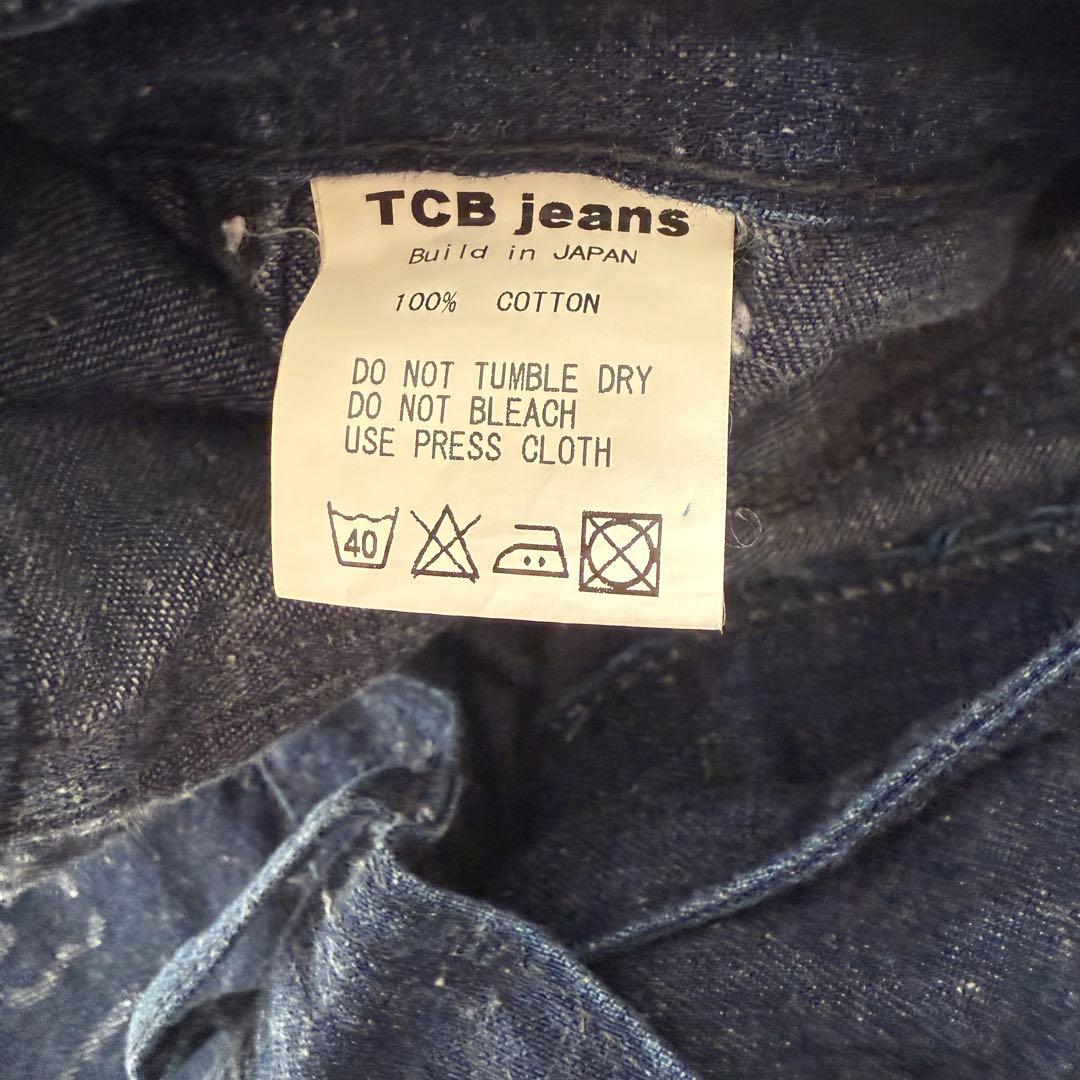 TCB jeans
Build in JAPAN
100% COTTON
DO NOT TUMBLE DRY
DO NOT BLEACH
USE PRESS CLOTH
40